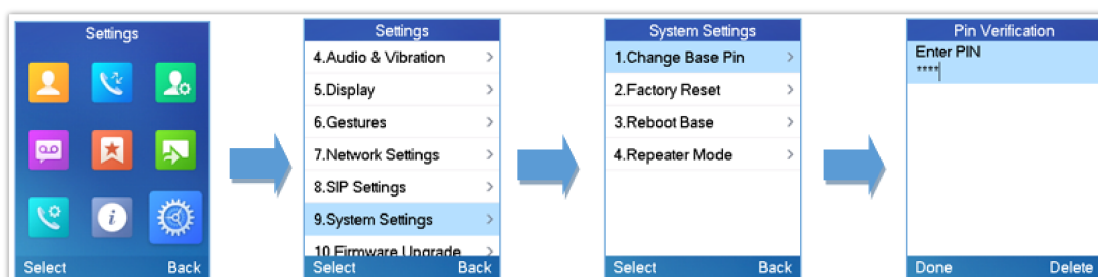 Settings
Select Back
Settings
4.Audio & Vibration >
5.Display >
6.Gestures >
7.Network Settings >
8.SIP Settings >
9.System Settings >
10.Firmware Upgrade >
Select Back
System Settings
1.Change Base Pin >
2.Factory Reset >
3.Reboot Base >
4.Repeater Mode >
Select Back
Pin Verification
Enter PIN
****
Done Delete